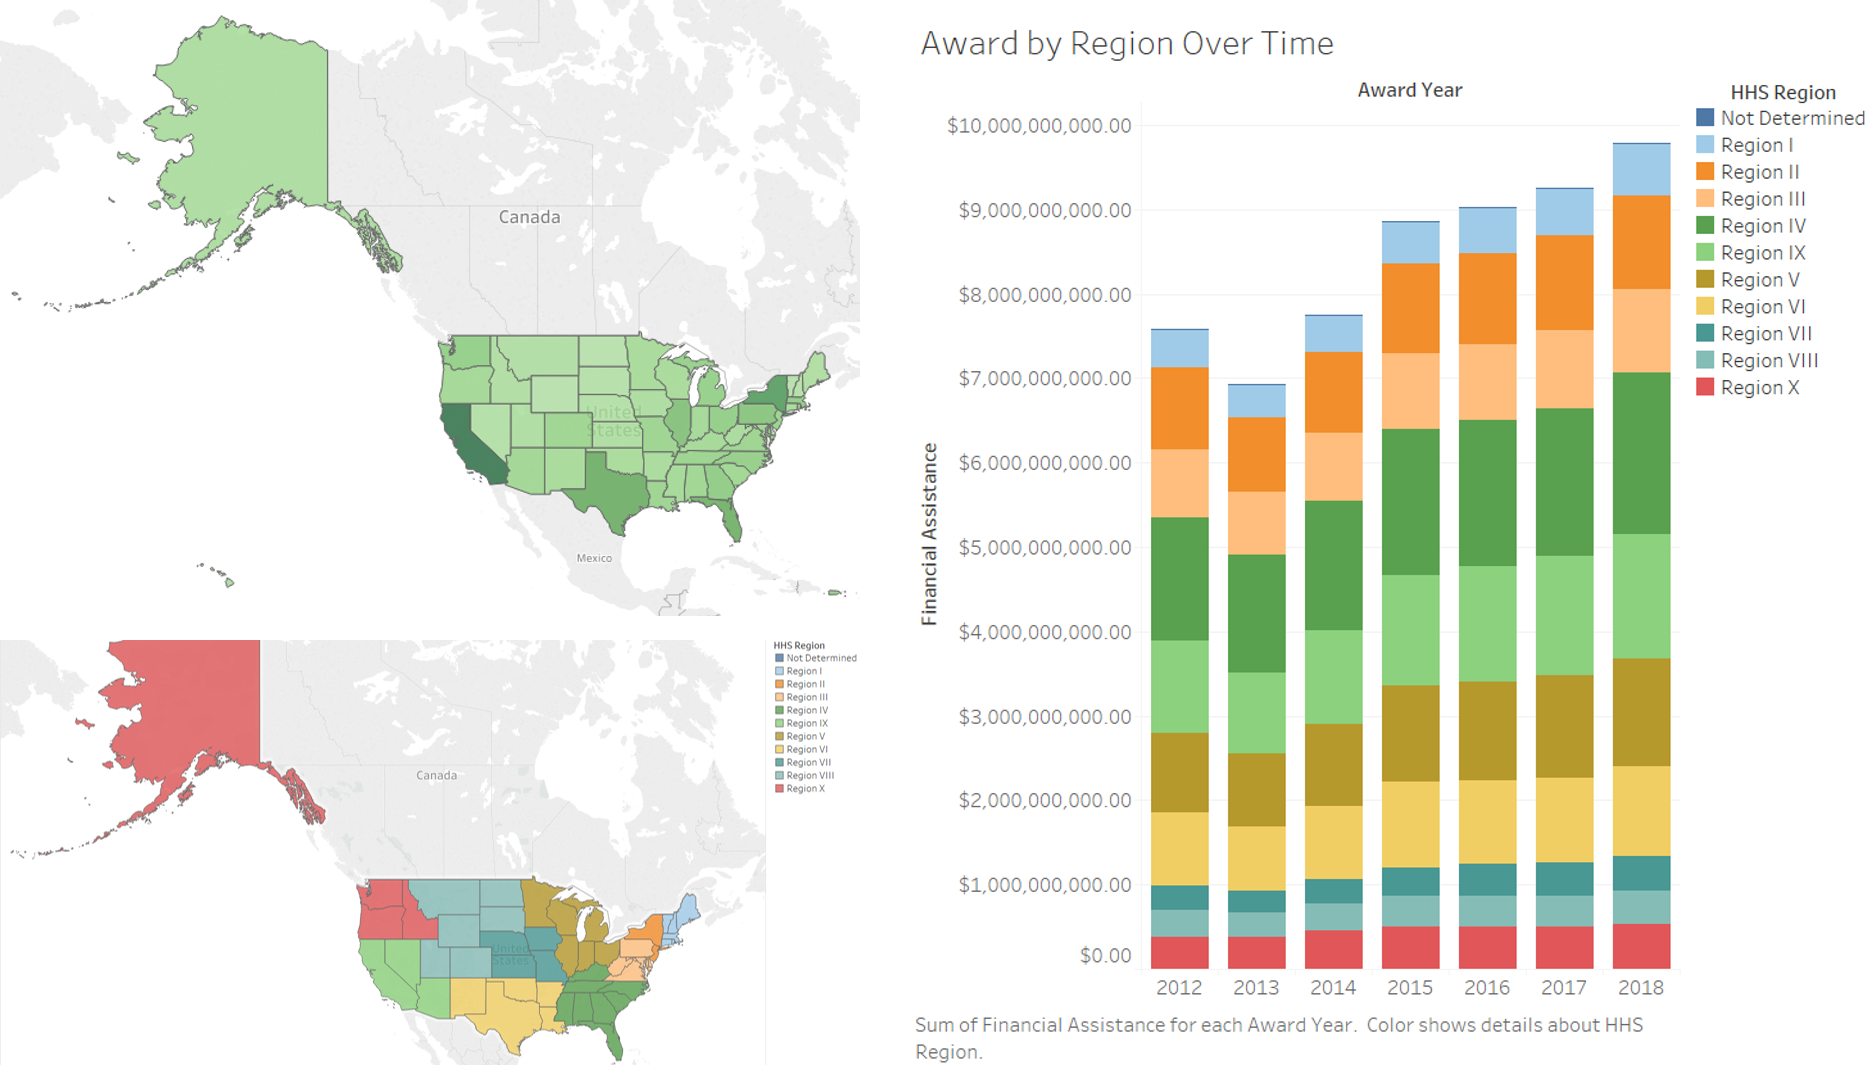 Canada
United
States
Mexico
HHS Region
Not Determined
Region I
Region II
Region III
Region IV
Region IX
Region V
Region VI
Region VII
Region VIII
Region X
Canada
United
States
Award by Region Over Time
Award Year
Financial Assistance
$10,000,000,000.00
$9,000,000,000.00
$8,000,000,000.00
$7,000,000,000.00
$6,000,000,000.00
$5,000,000,000.00
$4,000,000,000.00
$3,000,000,000.00
$2,000,000,000.00
$1,000,000,000.00
$0.00
2012 2013 2014 2015 2016 2017 2018
HHS Region
Not Determined
Region I
Region II
Region III
Region IV
Region IX
Region V
Region VI
Region VII
Region VIII
Region X
Sum of Financial Assistance for each Award Year. Color shows details about HHS
Region.